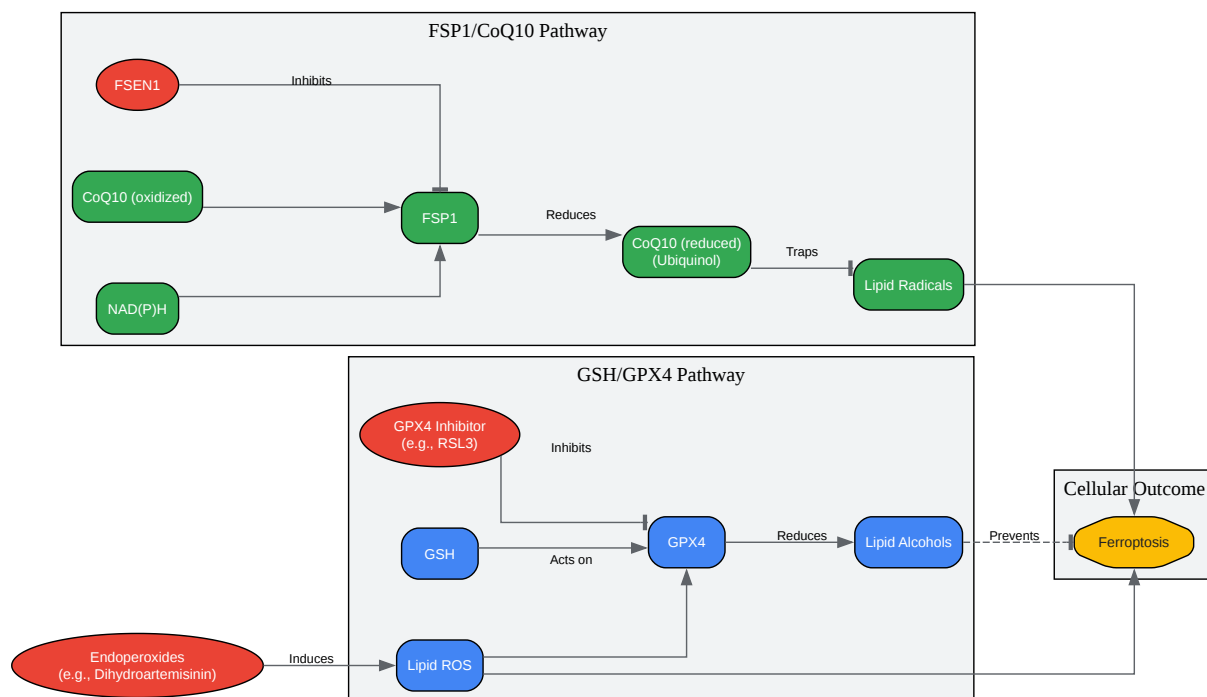 FSP1/CoQ10 Pathway
FSEN1
Inhibits
CoQ10 (oxidized)
FSP1
Reduces
CoQ10 (reduced)
(Ubiquinol)
Traps
Lipid Radicals
NAD(P)H
GSH/GPX4 Pathway
GPX4 Inhibitor
(e.g., RSL3)
Inhibits
GSH
Acts on
GPX4
Reduces
Lipid Alcohols
Prevents
Cellular Outcome
Ferroptosis
Endoperoxides
(e.g., Dihydroartemisinin)
Induces
Lipid ROS